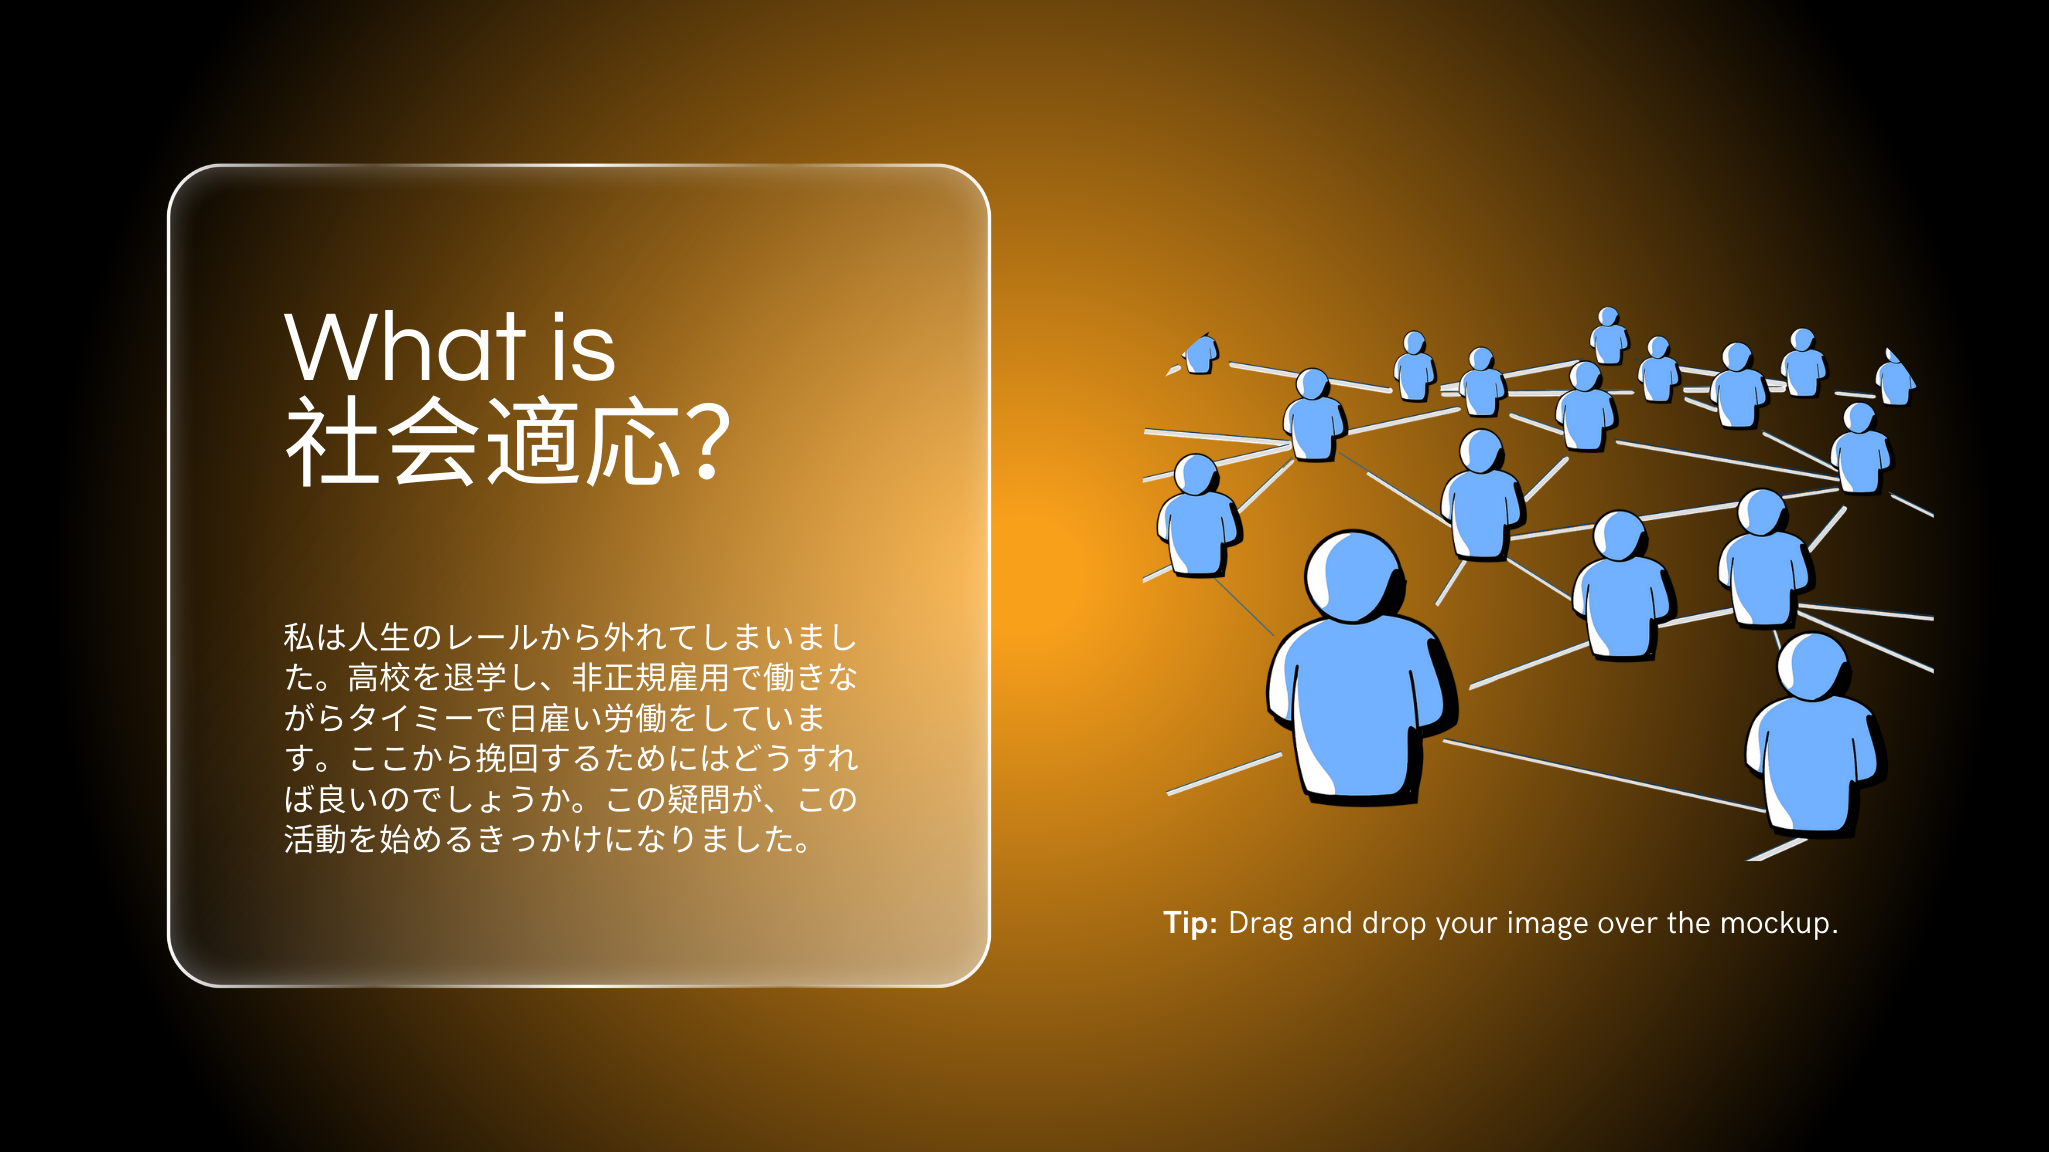 What is
社会適応？
私は人生のレールから外れてしまいまし
た。高校を退学し、非正規雇用で働きな
がらタイミーで日雇い労働をしていま
す。ここから挽回するためにはどうすれ
ば良いのでしょうか。この疑問が、この
活動を始めるきっかけになりました。
Tip: Drag and drop your image over the mockup.